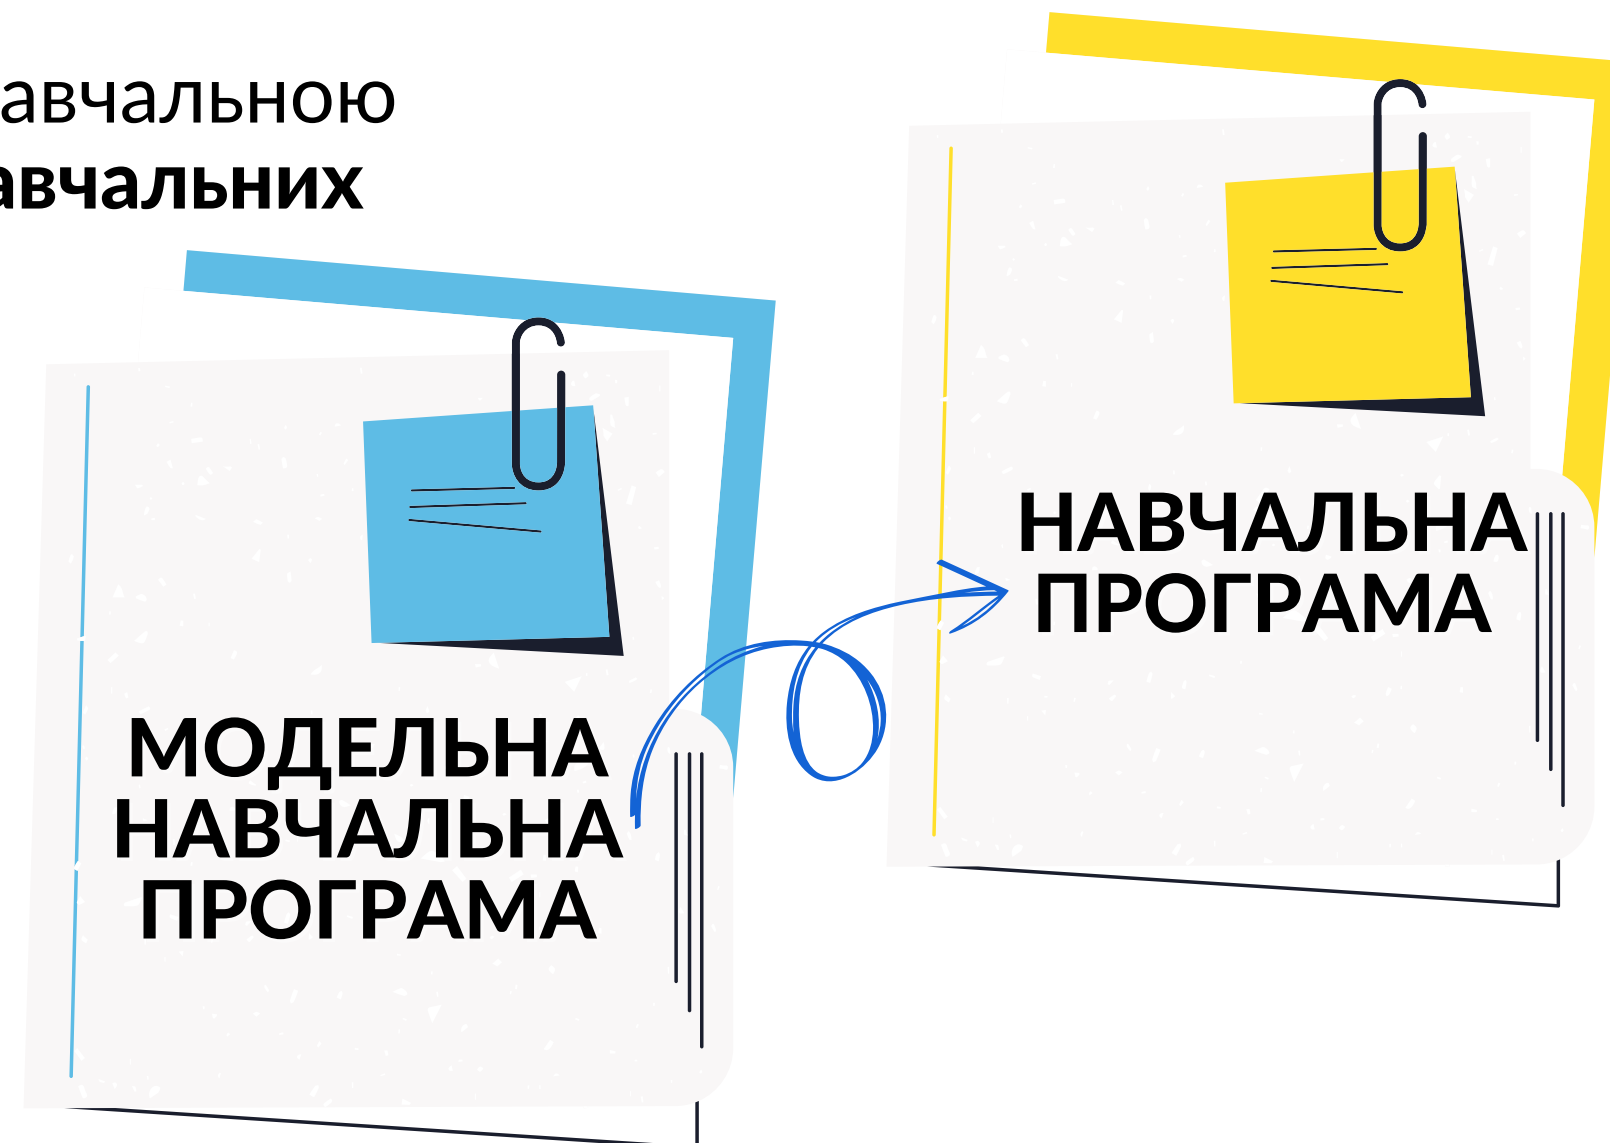 авчальною
авчальних
НАВЧАЛЬНА
ПРОГРАМА
МОДЕЛЬНА
НАВЧАЛЬНА
ПРОГРАМА